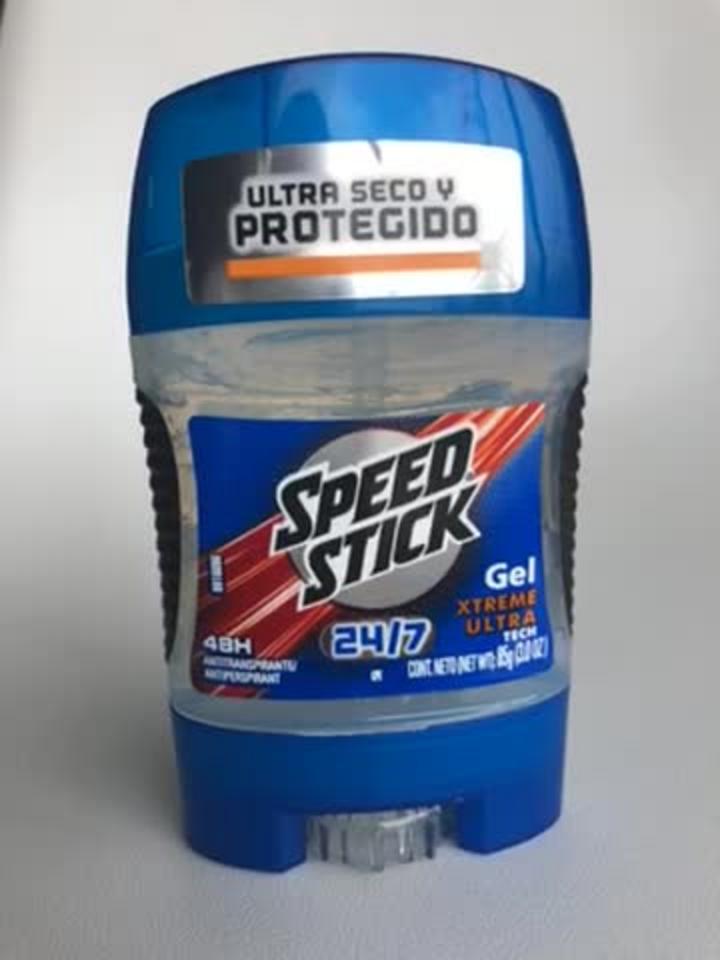 ULTRA SECO Y
PROTEGIDO
SPEED
STICK
Gel
XTREME
ULTRA
TECH
24/7
48H
ANTITRANSPIRANTE/
ANTIPERSPIRANT
CONT. NETO (NET WT): 85g (3.0 OZ)